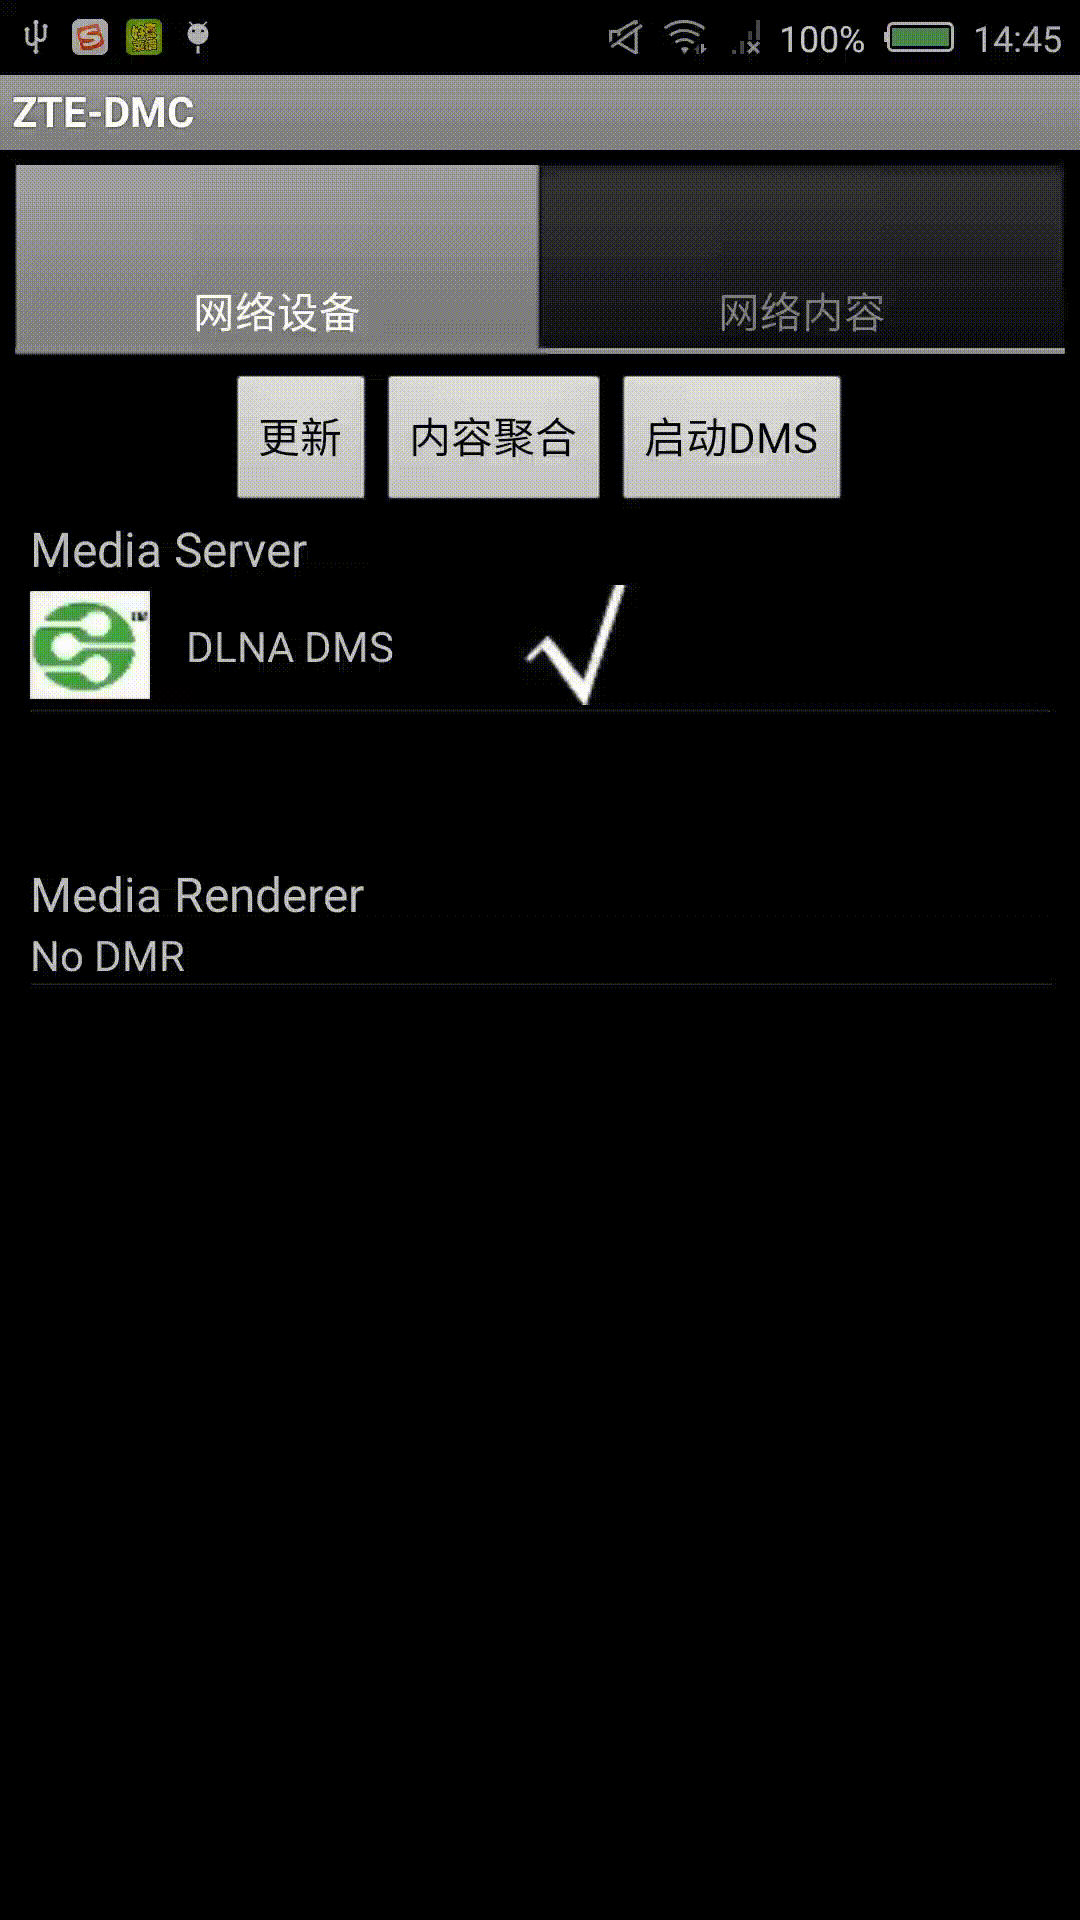 100% 14:45
ZTE-DMC
网络设备 网络内容
更新 内容聚合 启动DMS
Media Server
DLNA DMS
Media Renderer
No DMR